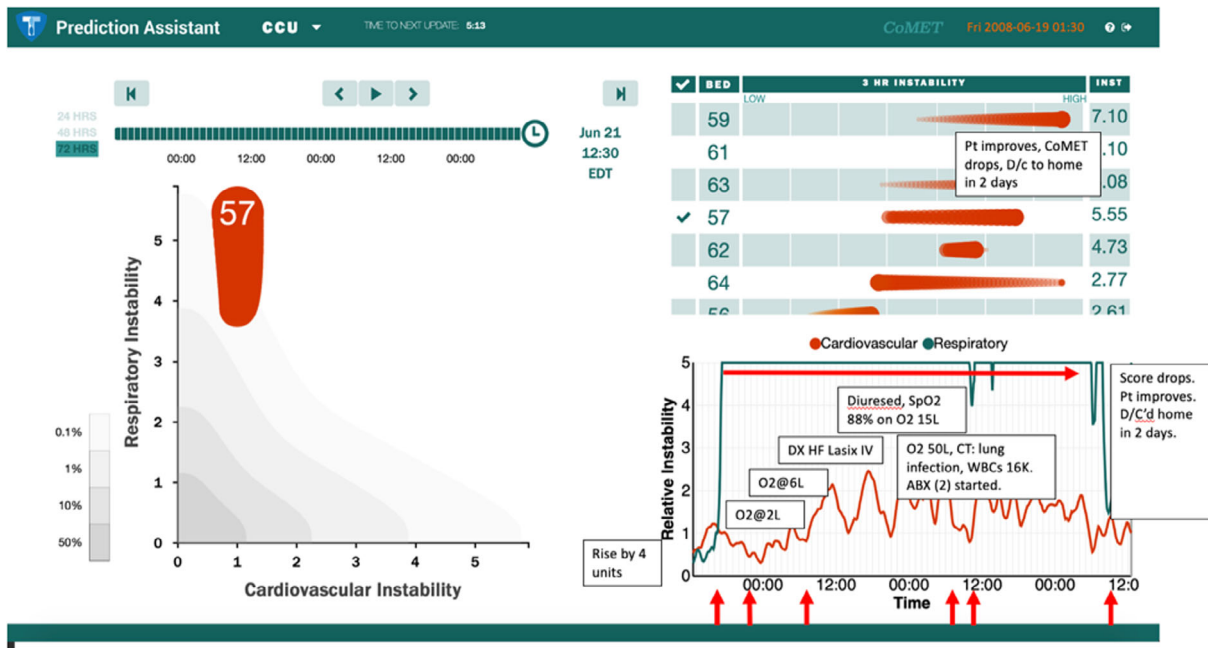 Prediction Assistant
CCU
TIME TO NEXT UPDATE: 5:13
CoMET
Fri 2008-06-19 01:30
24 HRS
48 HRS
72 HRS
00:00 12:00 00:00 12:00 00:00
Jun 21
12:30
EDT
57
Respiratory Instability
5
4
3
2
1
0
0 1 2 3 4 5
Cardiovascular Instability
0.1%
1%
10%
50%
BED 3 HR INSTABILITY INST
LOW HIGH
59 7.10
61 .10
63 .08
57 5.55
62 4.73
64 2.77
56 2.61
Pt improves, CoMET
drops, D/c to home
in 2 days
Cardiovascular Respiratory
Relative Instability
5
4
3
2
1
0
Diuresed, SpO2
88% on O2 15L
DX HF Lasix IV
O2 50L, CT: lung
infection, WBCs 16K.
ABX (2) started.
O2@6L
O2@2L
Rise by 4
units
Score drops.
Pt improves.
D/C'd home
in 2 days.
00:00 12:00 00:00 12:00 00:00 12:0
Time